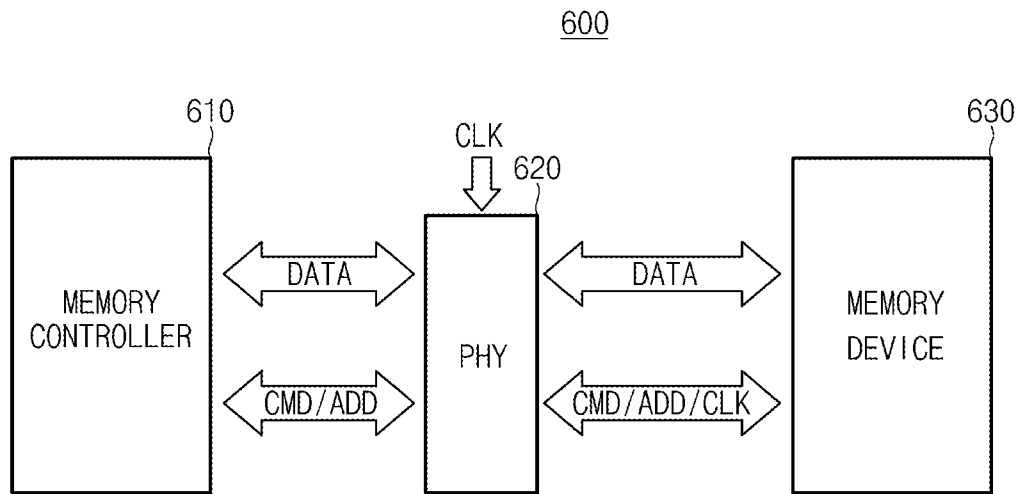 600
610
CLK
620
630
DATA
DATA
MEMORY
CONTROLLER
PHY
MEMORY
DEVICE
CMD/ADD
CMD/ADD/CLK